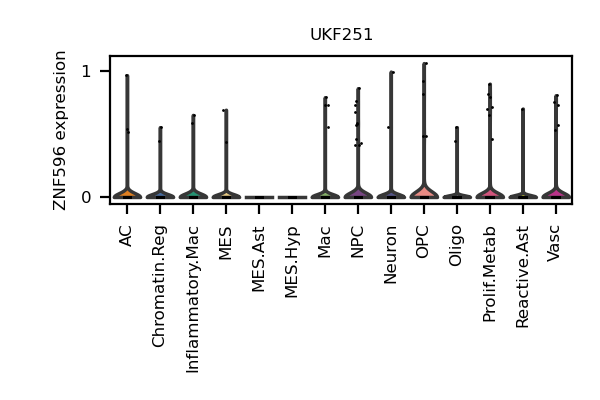 UKF251
ZNF596 expression
1
0
AC
Chromatin.Reg
Inflammatory.Mac
MES
MES.Ast
MES.Hyp
Mac
NPC
Neuron
OPC
Oligo
Prolif.Metab
Reactive.Ast
Vasc